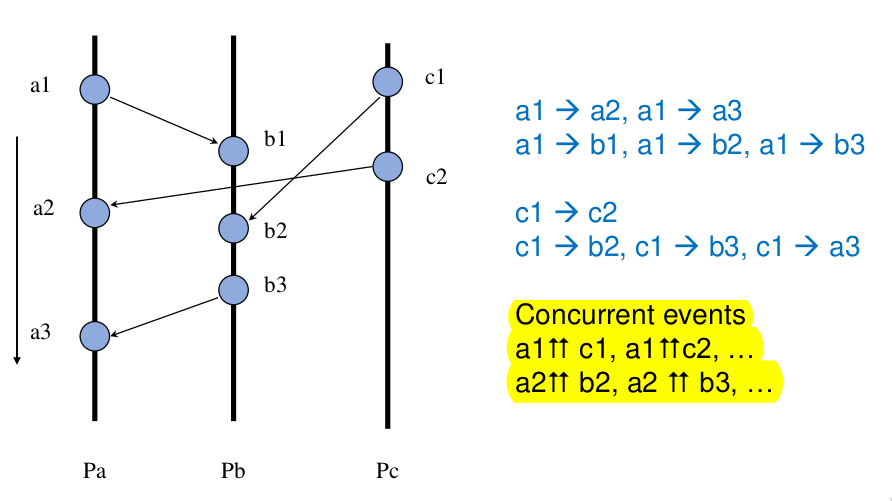 a1
c1
b1
c2
a2
b2
b3
a3
Pa
Pb
Pc
a1 → a2, a1 → a3
a1 → b1, a1 → b2, a1 → b3
c1 → c2
c1 → b2, c1 → b3, c1 → a3
Concurrent events
a1⇈ c1, a1⇈c2, …
a2⇈ b2, a2 ⇈ b3, …